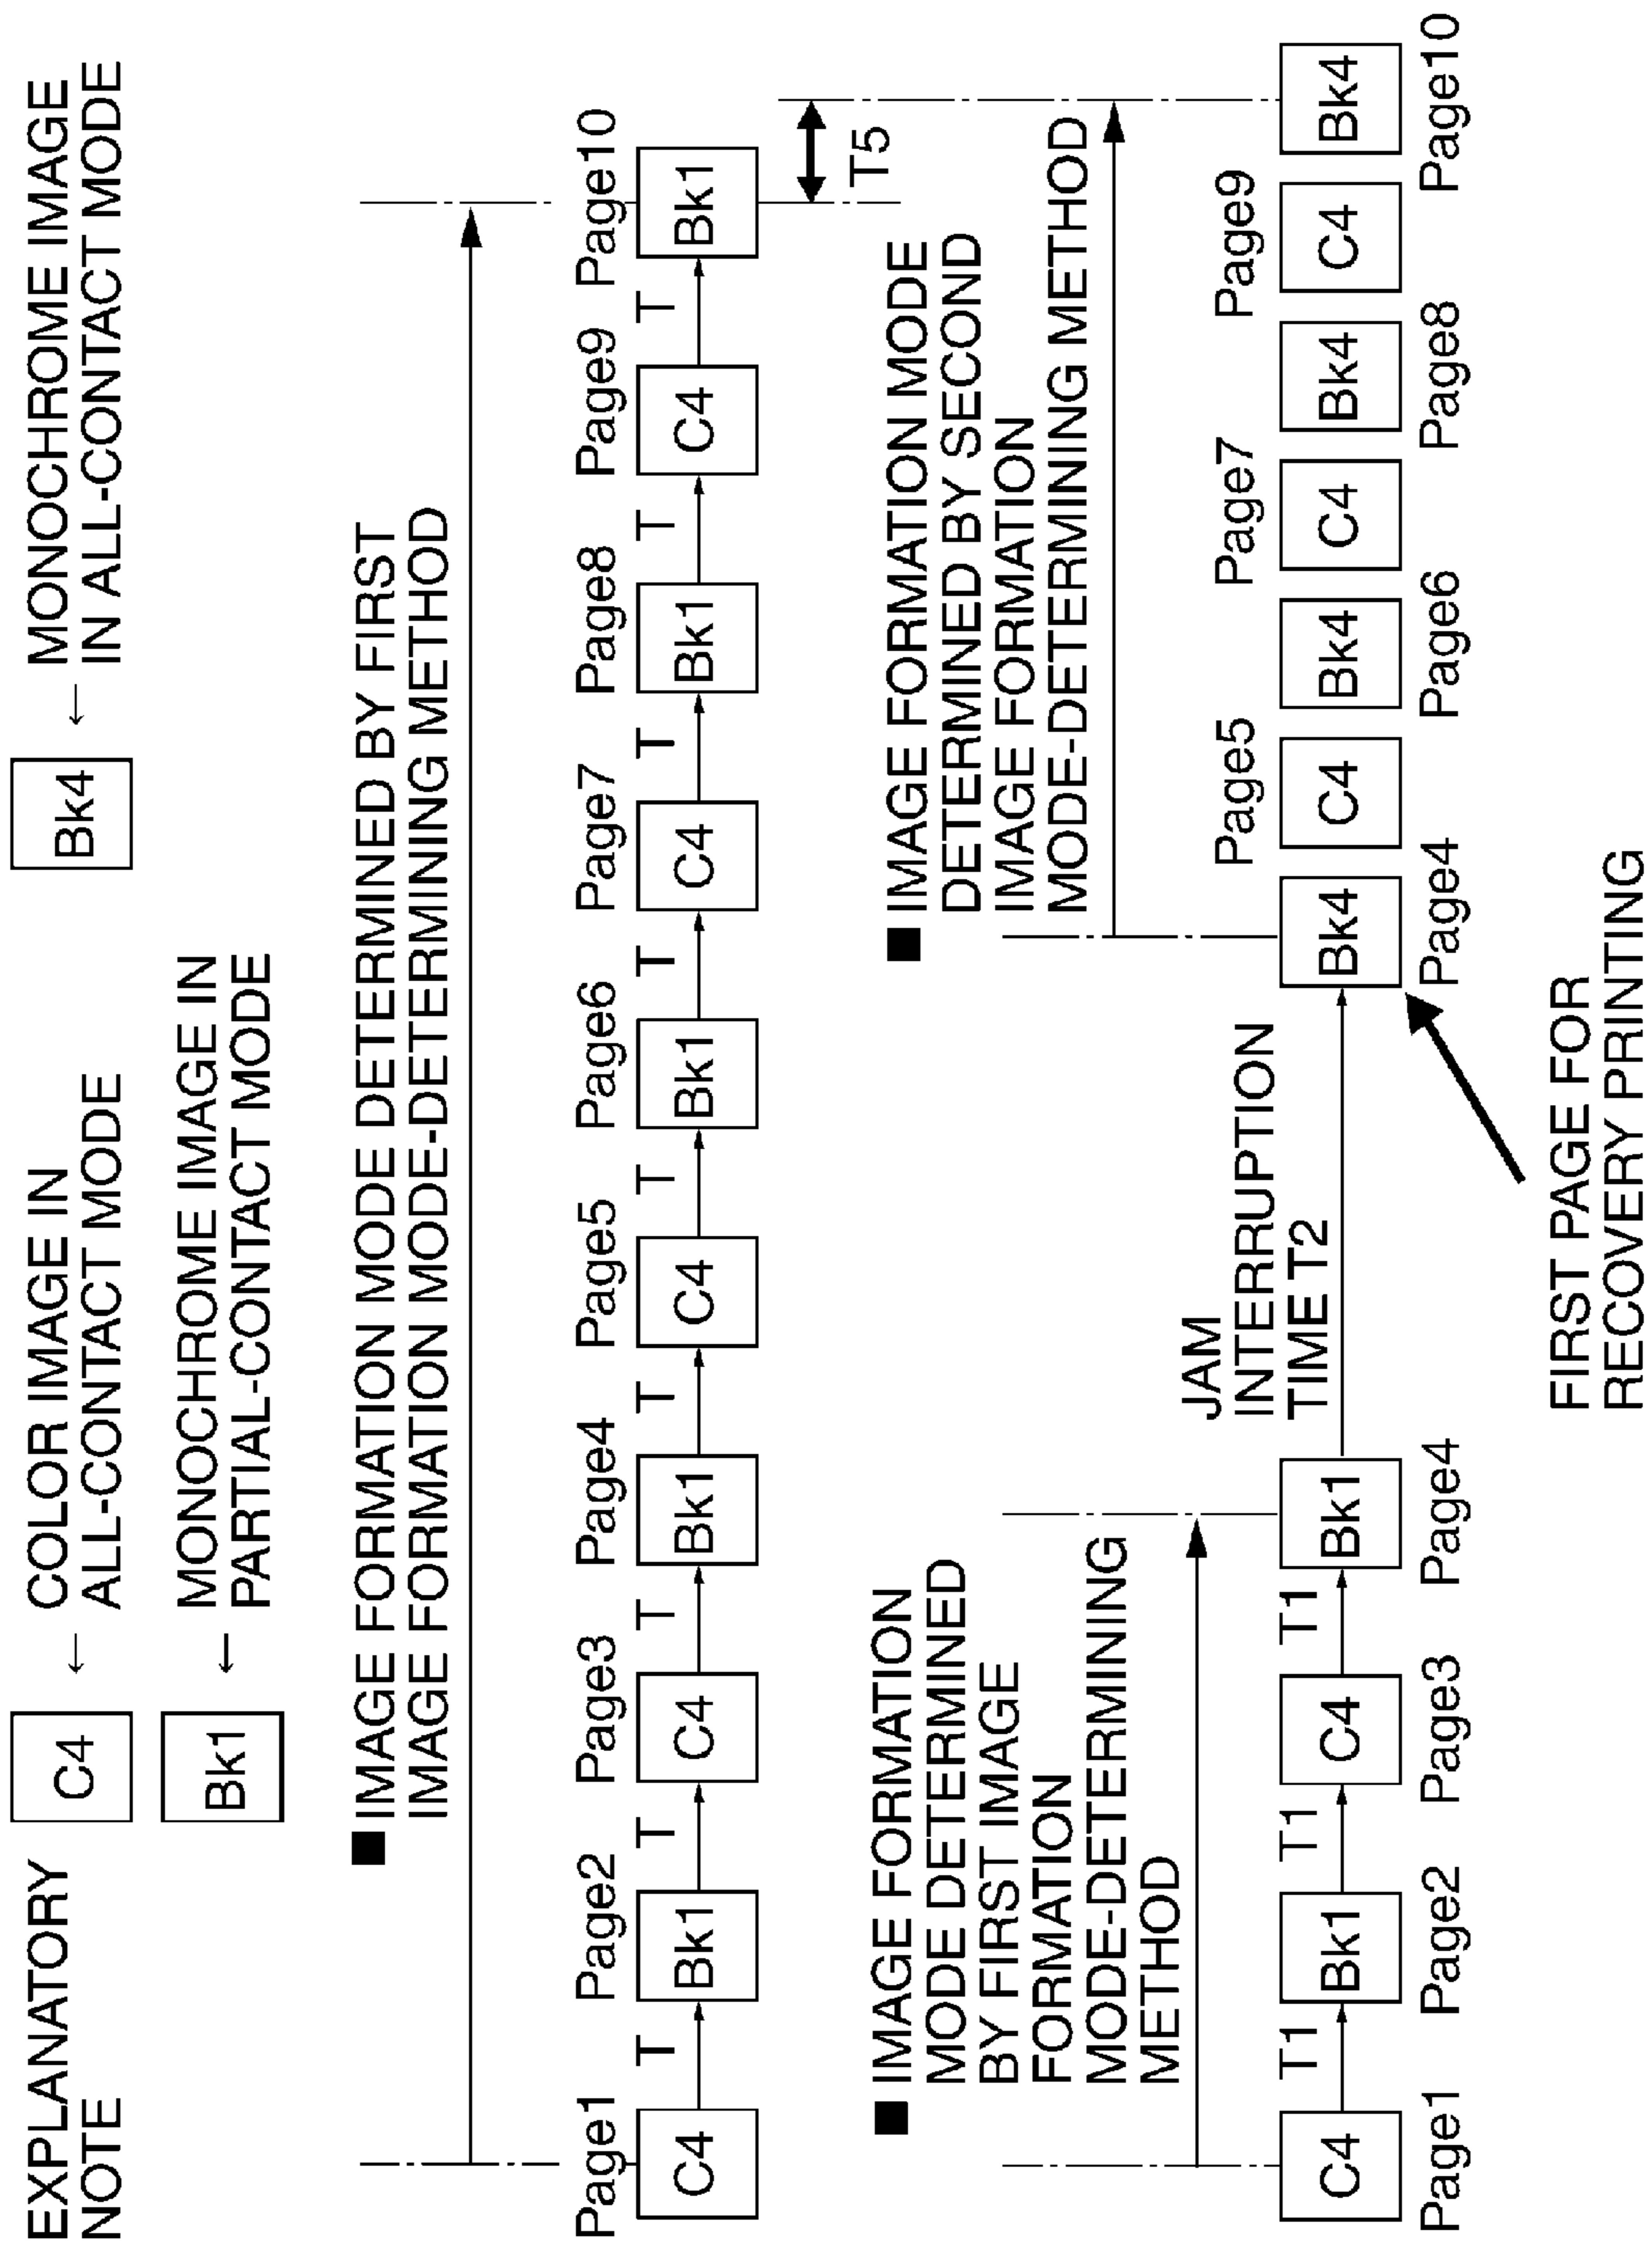 EXPLANATORY
NOTE
C4
←
COLOR IMAGE IN
ALL-CONTACT MODE
Bk4
←
MONOCHROME IMAGE
IN ALL-CONTACT MODE
Bk1
←
MONOCHROME IMAGE IN
PARTIAL-CONTACT MODE
■ IMAGE FORMATION MODE DETERMINED BY FIRST
IMAGE FORMATION MODE-DETERMINING METHOD
Page1 Page2 Page3 Page4 Page5 Page6 Page7 Page8 Page9 Page10
T T T T T T T T T
C4 Bk1 C4 Bk1 C4 Bk1 C4 Bk1 C4 Bk1
T5
■ IMAGE FORMATION
MODE DETERMINED
BY FIRST IMAGE
FORMATION
MODE-DETERMINING
METHOD
■ IMAGE FORMATION MODE
DETERMINED BY SECOND
IMAGE FORMATION
MODE-DETERMINING METHOD
JAM
INTERRUPTION
TIME T2
Page5 Page7 Page9
T1 T1 T1
C4 Bk1 C4 Bk1 Bk4 C4 Bk4 C4 Bk4 C4 Bk4
Page1 Page2 Page3 Page4 Page4 Page6 Page8 Page10
FIRST PAGE FOR
RECOVERY PRINTING